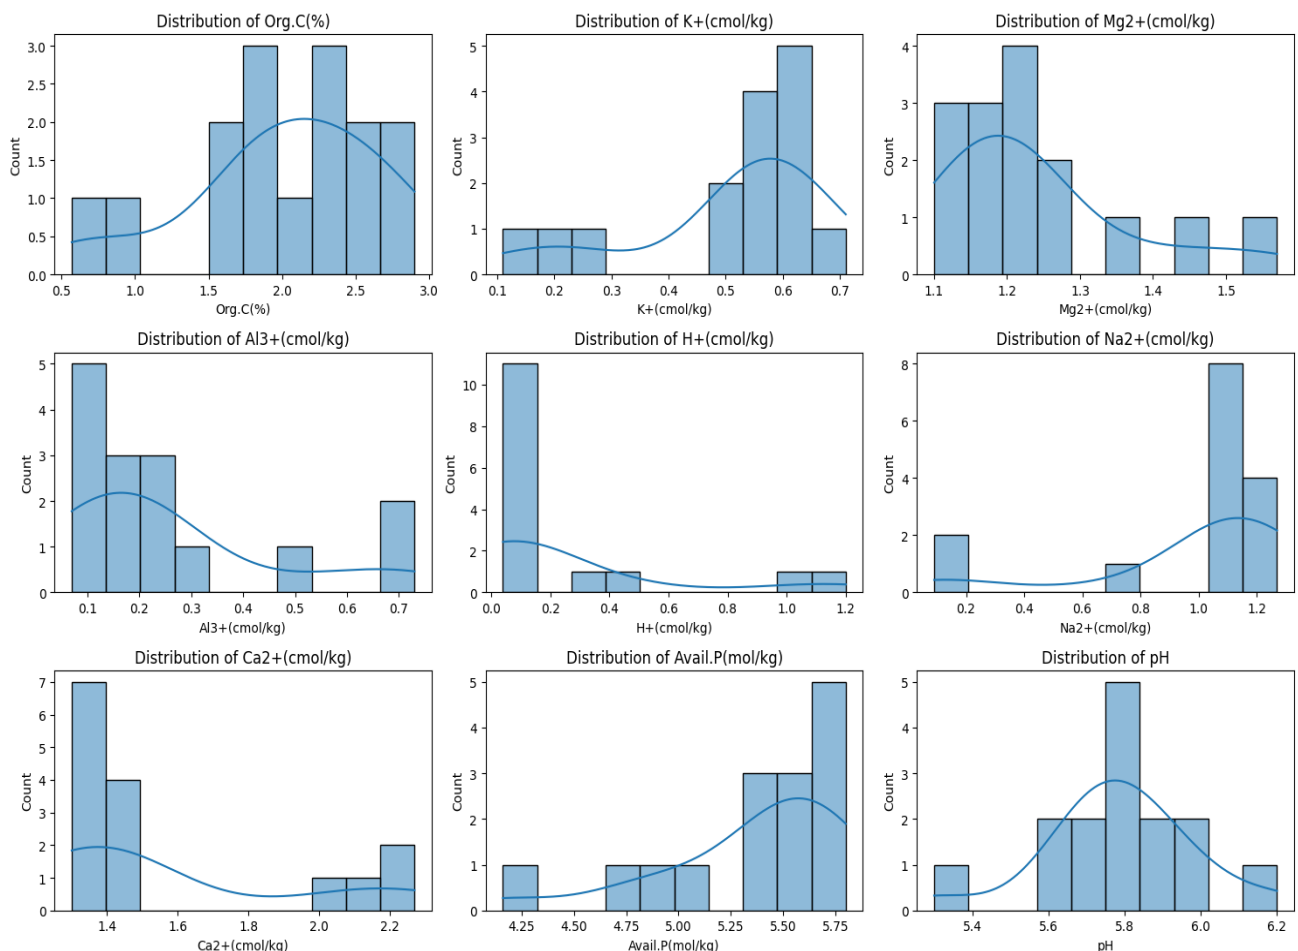 Distribution of Org.C(%)
Count
3.0
2.5
2.0
1.5
1.0
0.5
0.0
0.5 1.0 1.5 2.0 2.5 3.0
Org.C(%)
Distribution of K+(cmol/kg)
Count
5
4
3
2
1
0
0.1 0.2 0.3 0.4 0.5 0.6 0.7
K+(cmol/kg)
Distribution of Mg2+(cmol/kg)
Count
4
3
2
1
0
1.1 1.2 1.3 1.4 1.5
Mg2+(cmol/kg)
Distribution of Al3+(cmol/kg)
Count
5
4
3
2
1
0
0.1 0.2 0.3 0.4 0.5 0.6 0.7
Al3+(cmol/kg)
Distribution of H+(cmol/kg)
Count
10
8
6
4
2
0
0.0 0.2 0.4 0.6 0.8 1.0 1.2
H+(cmol/kg)
Distribution of Na2+(cmol/kg)
Count
8
6
4
2
0
0.2 0.4 0.6 0.8 1.0 1.2
Na2+(cmol/kg)
Distribution of Ca2+(cmol/kg)
Count
7
6
5
4
3
2
1
0
1.4 1.6 1.8 2.0 2.2
Ca2+(cmol/kg)
Distribution of Avail.P(mol/kg)
Count
5
4
3
2
1
0
4.25 4.50 4.75 5.00 5.25 5.50 5.75
Avail.P(mol/kg)
Distribution of pH
Count
5
4
3
2
1
0
5.4 5.6 5.8 6.0 6.2
pH